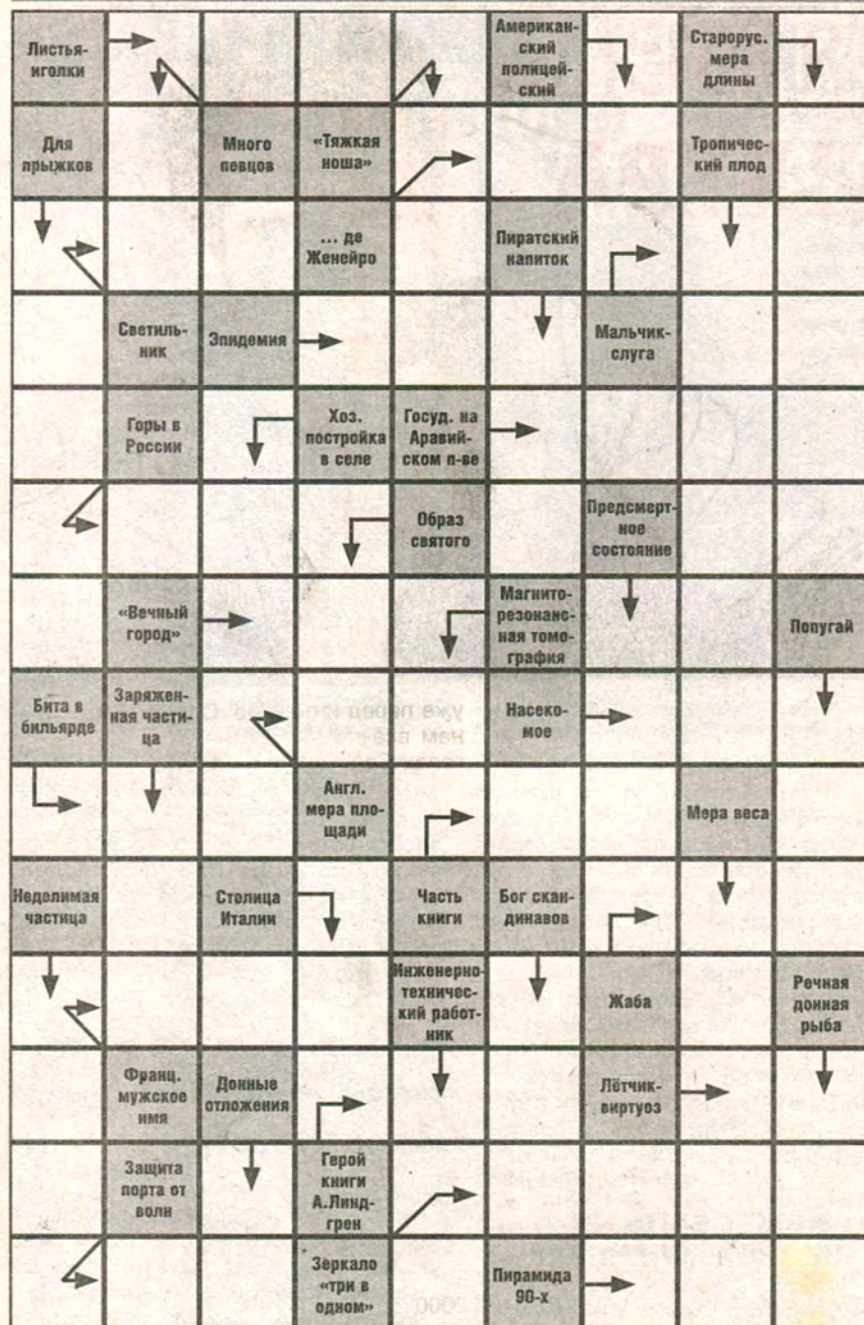 Листья-
иголки
Американ-
ский
полицей-
ский
Старорус.
мера
длины
Для
прыжков
Много
певцов
«Тяжкая
ноша»
Тропичес-
кий плод
... де
Женейро
Пиратский
напиток
Светиль-
ник
Эпидемия
Мальчик-
слуга
Горы в
России
Хоз.
постройка
в селе
Госуд. на
Аравий-
ском п-ве
Образ
святого
Предсмерт-
ное
состояние
«Вечный
город»
Магнито-
резонанс-
ная томо-
графия
Попугай
Бита в
бильярде
Заряжен-
ная части-
ца
Насеко-
мое
Англ.
мера пло-
щади
Мера веса
Неделимая
частица
Столица
Италии
Часть
книги
Бог скан-
динавов
Инженерно-
техничес-
кий работ-
ник
Жаба
Речная
донная
рыба
Франц.
мужское
имя
Донные
отложения
Лётчик-
виртуоз
Защита
порта от
волн
Герой
книги
А.Линд-
грен
Зеркало
«три в
одном»
Пирамида
90-х